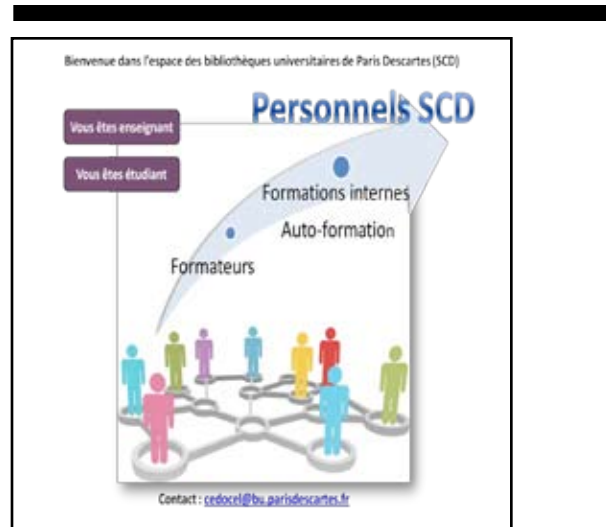 Bienvenue dans l'espace des bibliothèques universitaires de Paris Descartes (SCD)
Personnels SCD
Vous êtes enseignant
Vous êtes étudiant
Formations internes
Auto-formation
Formateurs
Contact : cedocel@bu.parisdescartes.fr